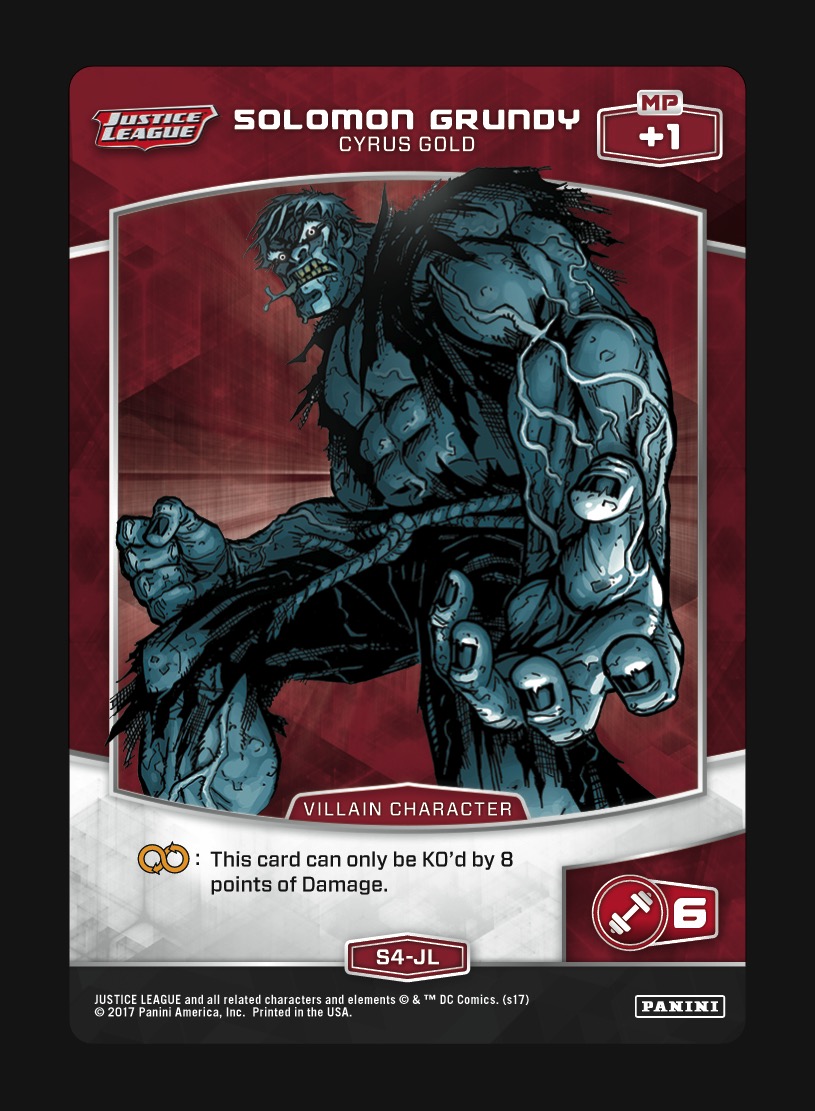 JUSTICE
LEAGUE
SOLOMON GRUNDY
CYRUS GOLD
MP
+1
VILLAIN CHARACTER
: This card can only be KO'd by 8
points of Damage.
6
S4-JL
JUSTICE LEAGUE and all related characters and elements © & ™ DC Comics. (s17)
© 2017 Panini America, Inc. Printed in the USA.
PANINI